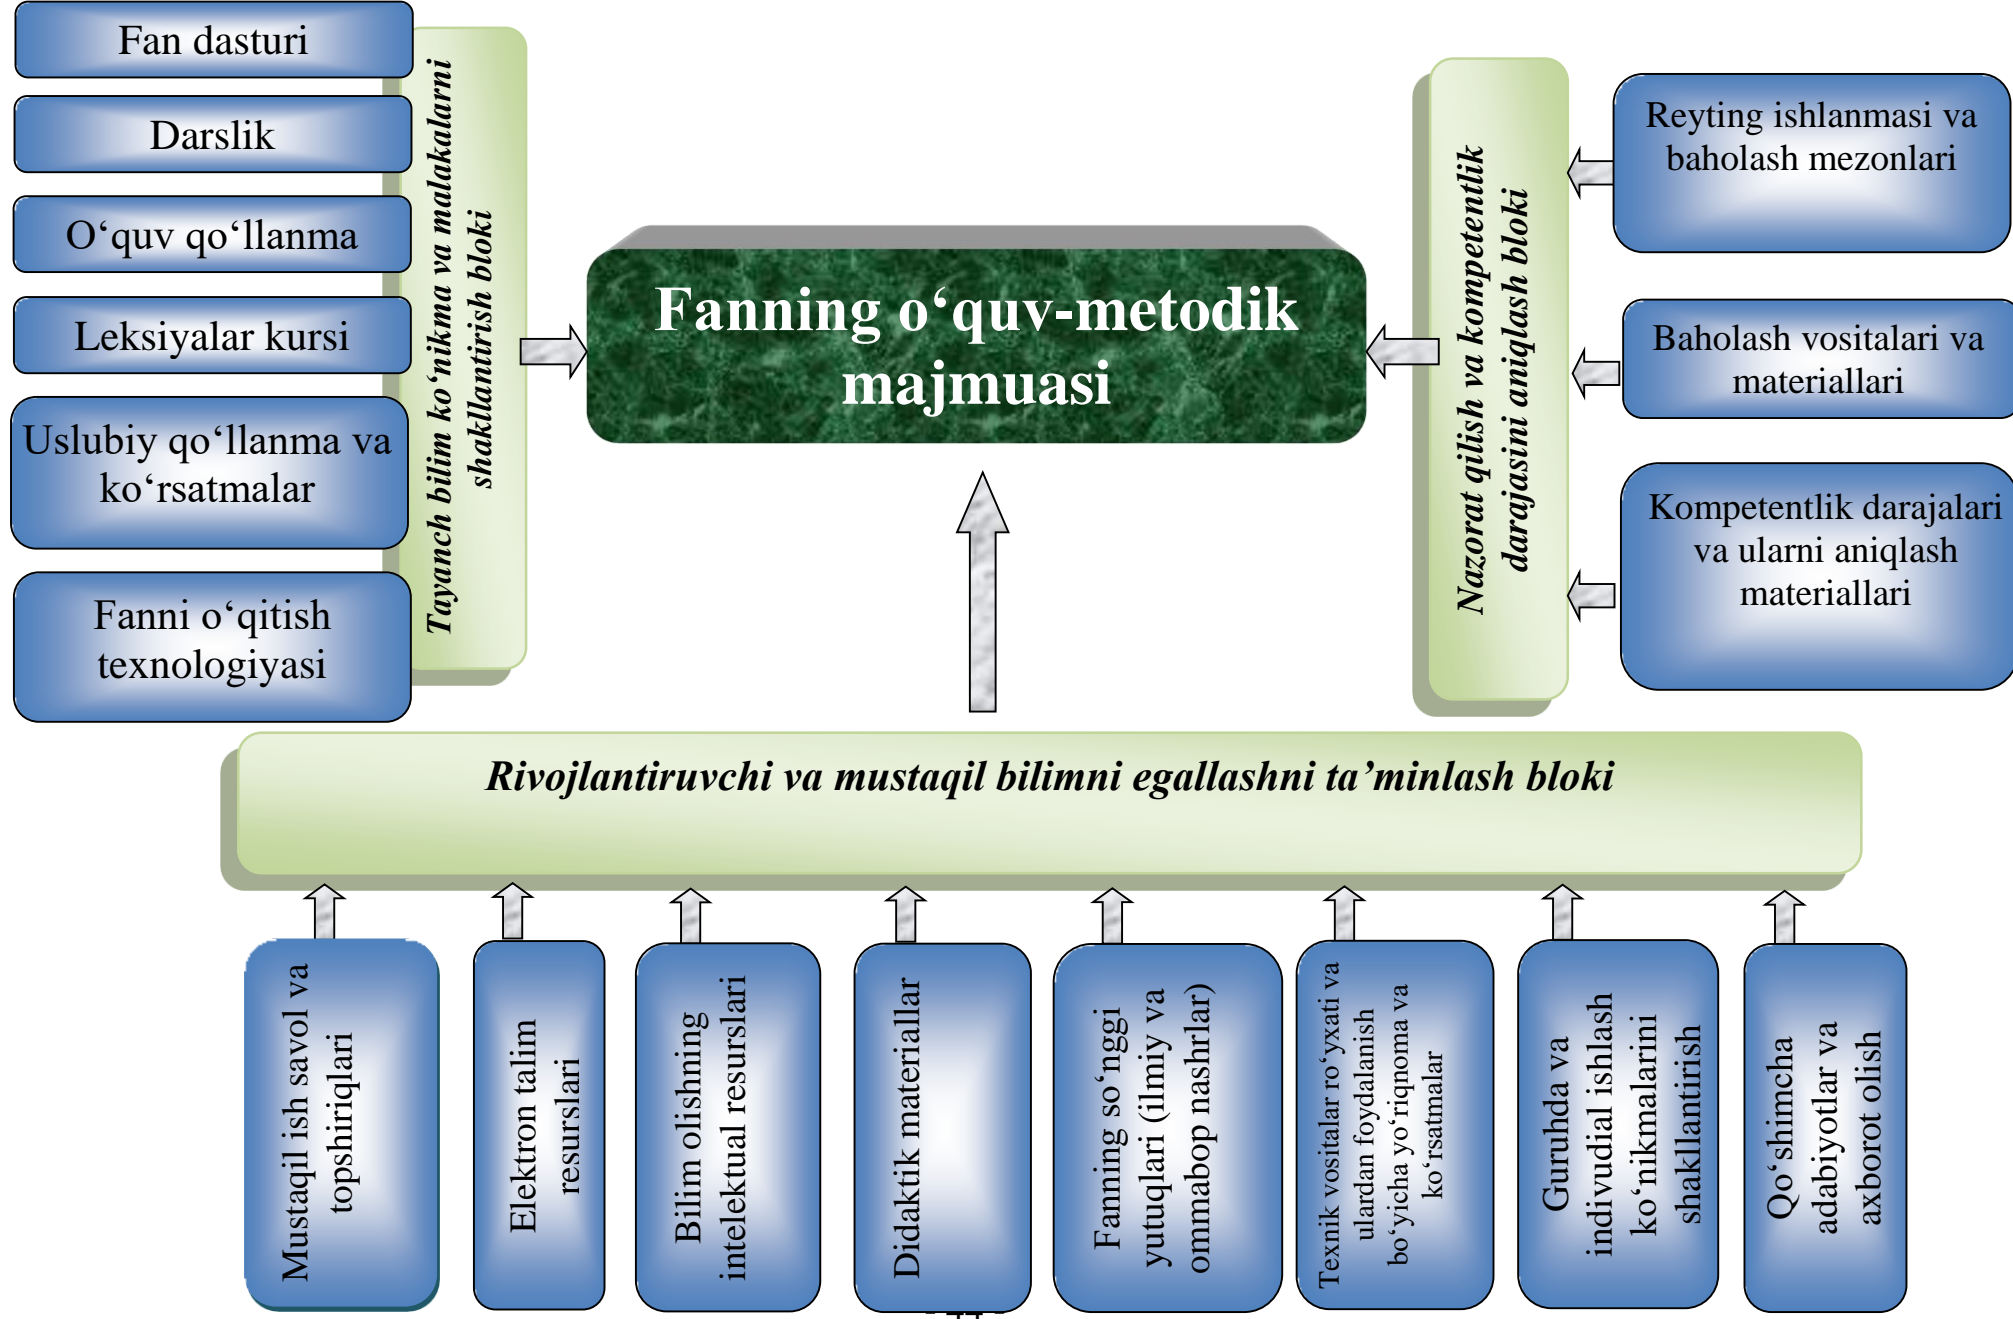 Fan dasturi
Darslik
O‘quv qo‘llanma
Leksiyalar kursi
Uslubiy qo‘llanma va
ko‘rsatmalar
Fanni o‘qitish
texnologiyasi
Tayanch bilim ko‘nikma va malakalarni
shakllantirish bloki
Fanning o‘quv-metodik
majmuasi
Nazorat qilish va kompetentlik
darajasini aniqlash bloki
Reyting ishlanmasi va
baholash mezonlari
Baholash vositalari va
materiallari
Kompetentlik darajalari
va ularni aniqlash
materiallari
Rivojlantiruvchi va mustaqil bilimni egallashni ta’minlash bloki
Mustaqil ish savol va
topshiriqlari
Elektron talim
resurslari
Bilim olishning
intelektual resurslari
Didaktik materiallar
Fanning so‘nggi
yutuqlari (ilmiy va
ommabop nashrlar)
Texnik vositalar ro‘yxati va
ulardan foydalanish
bo‘yicha yo‘riqnoma va
ko‘rsatmalar
Guruhda va
indivudial ishlash
ko‘nikmalarini
shakllantirish
Qo‘shimcha
adabiyotlar va
axborot olish